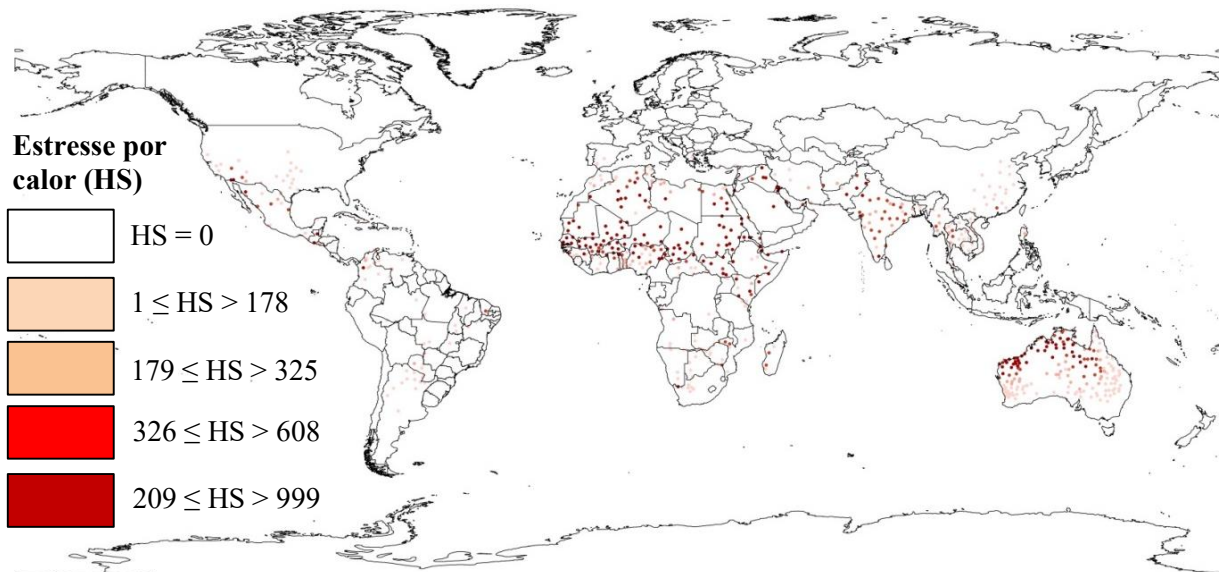 Estresse por
calor (HS)
HS = 0
1 ≤ HS > 178
179 ≤ HS > 325
326 ≤ HS > 608
209 ≤ HS > 999